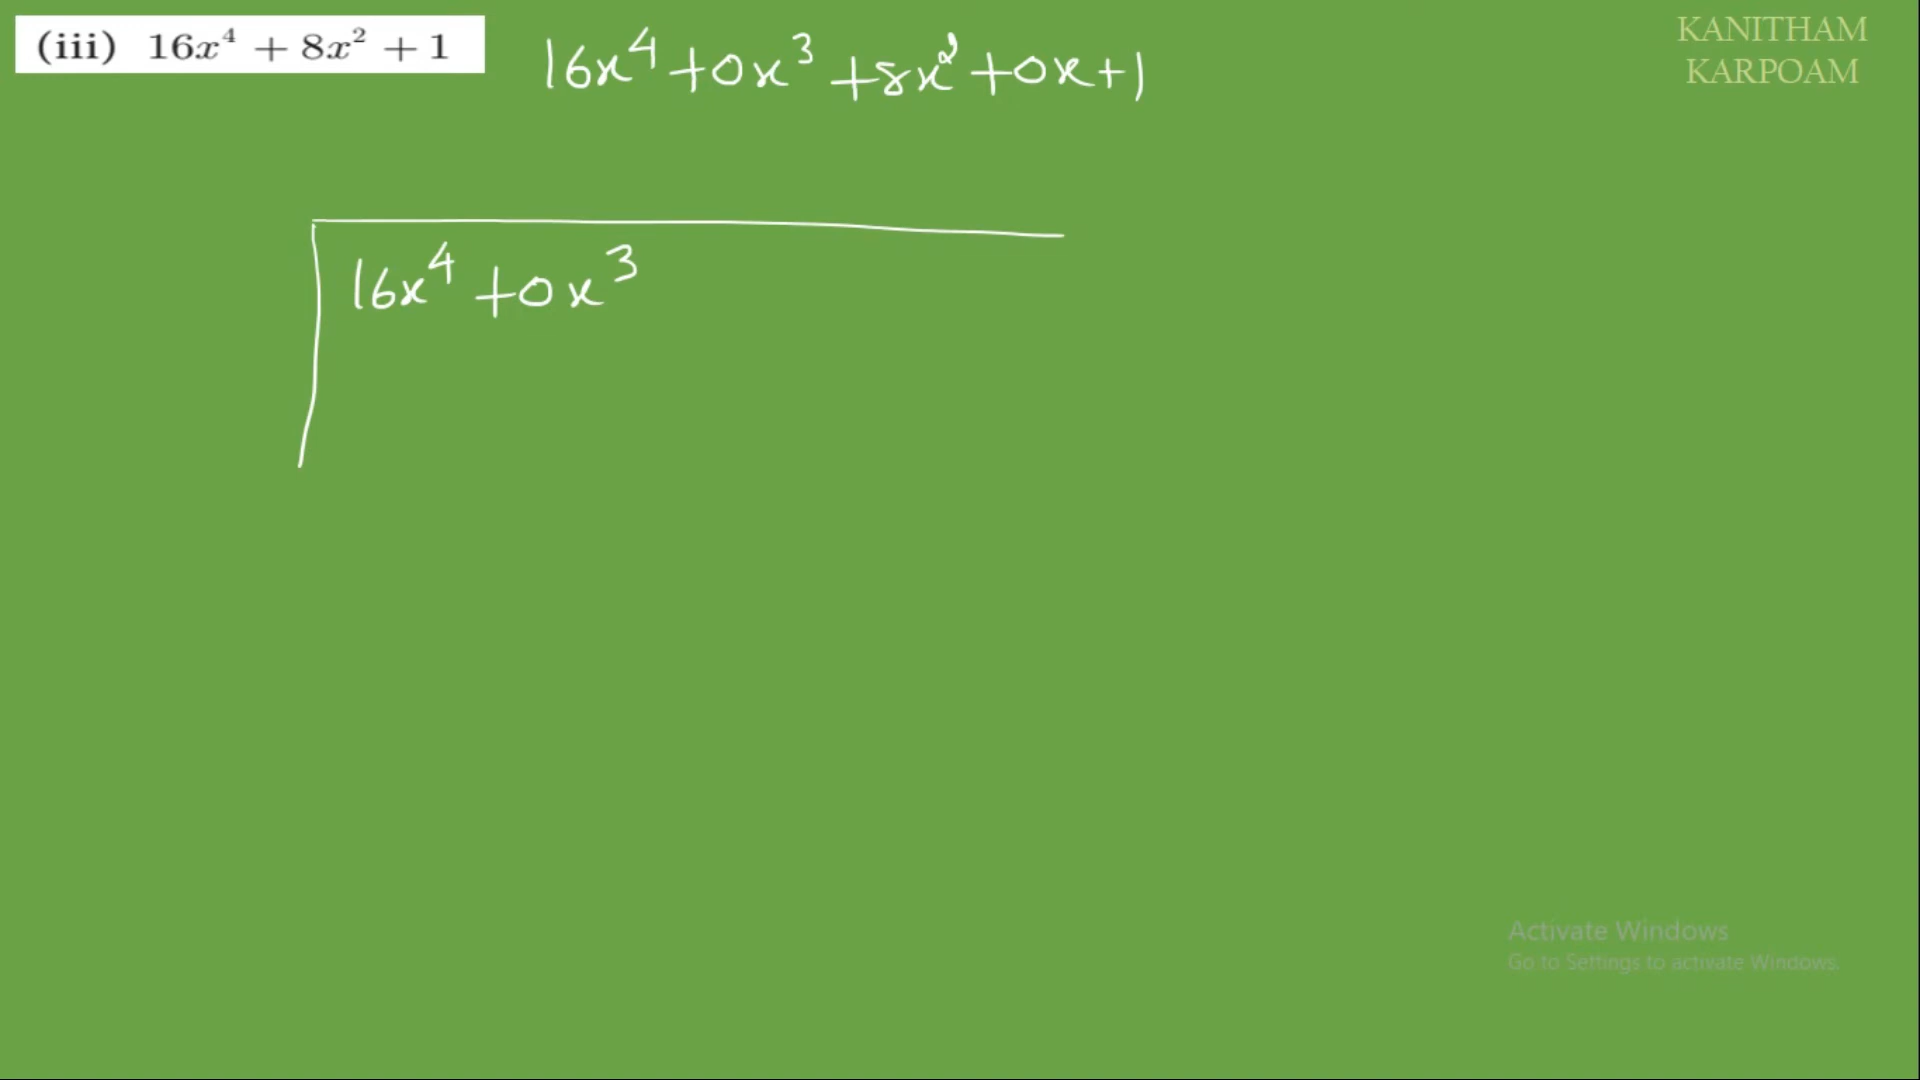 (iii) 16x⁴ + 8x² + 1
16x⁴ + 0x³ + 8x² + 0x + 1
KANITHAM
KARPOAM
16x⁴ + 0x³
Activate Windows
Go to Settings to activate Windows.